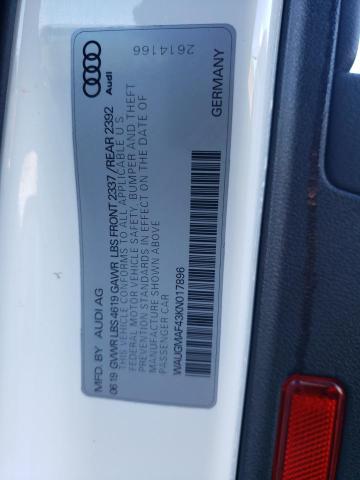 MFD. BY AUDI AG
06.19 GVWR LBS 4619 GAWR LBS FRONT 2337/REAR 2392
THIS VEHICLE CONFORMS TO ALL APPLICABLE U S
FEDERAL MOTOR VEHICLE SAFETY, BUMPER AND THEFT
PREVENTION STANDARDS IN EFFECT ON THE DATE OF
MANUFACTURE SHOWN ABOVE
PASSENGER CAR
WAUGMAF43KN017896
GERMANY
Audi
2614166